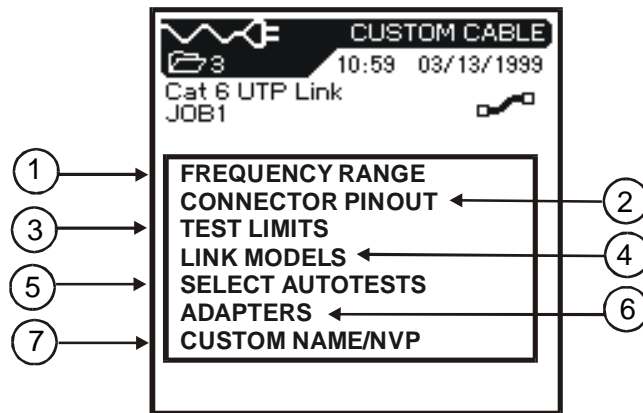 CUSTOM CABLE
3 10:59 03/13/1999
Cat 6 UTP Link
JOB1
1 FREQUENCY RANGE
CONNECTOR PINOUT 2
3 TEST LIMITS
LINK MODELS 4
5 SELECT AUTOTESTS
ADAPTERS 6
7 CUSTOM NAME/NVP